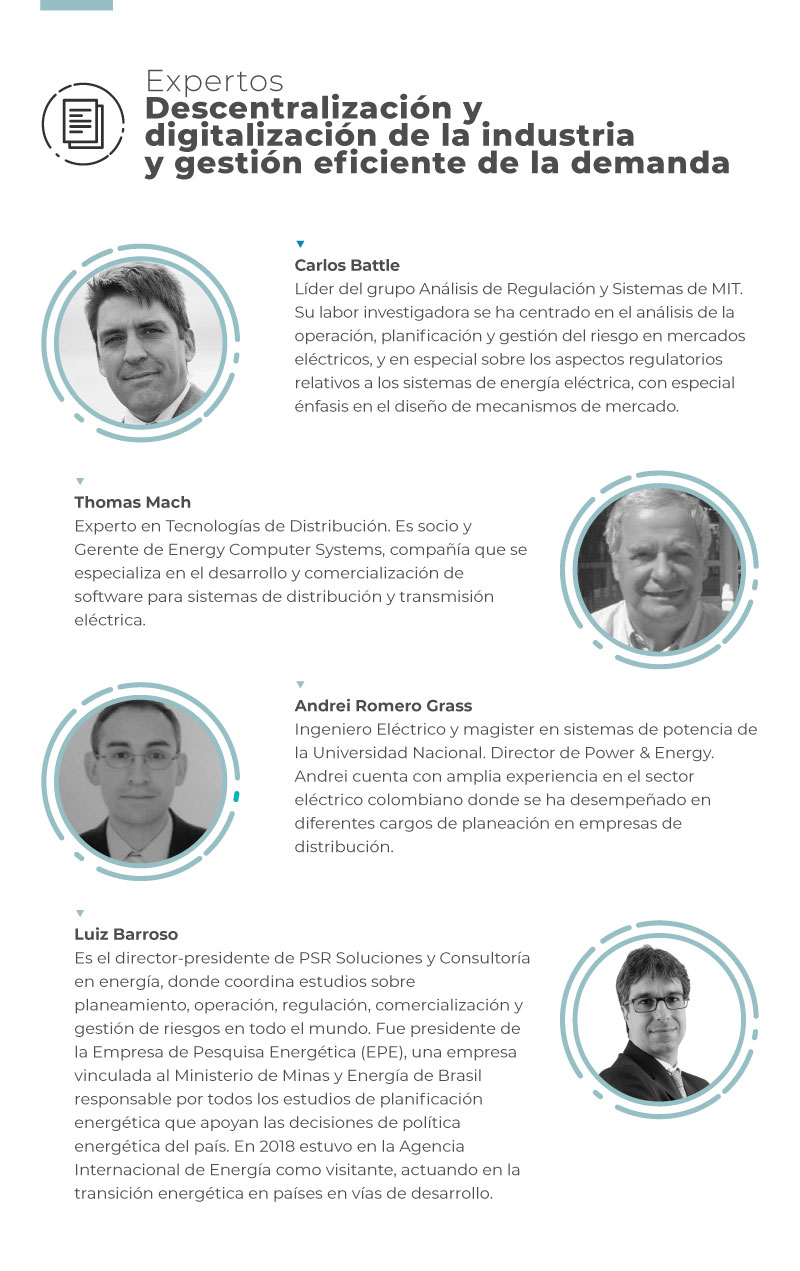 Expertos
Descentralización y
digitalización de la industria
y gestión eficiente de la demanda
Carlos Battle
Líder del grupo Análisis de Regulación y Sistemas de MIT.
Su labor investigadora se ha centrado en el análisis de la
operación, planificación y gestión del riesgo en mercados
eléctricos, y en especial sobre los aspectos regulatorios
relativos a los sistemas de energía eléctrica, con especial
énfasis en el diseño de mecanismos de mercado.
Thomas Mach
Experto en Tecnologías de Distribución. Es socio y
Gerente de Energy Computer Systems, compañía que se
especializa en el desarrollo y comercialización de
software para sistemas de distribución y transmisión
eléctrica.
Andrei Romero Grass
Ingeniero Eléctrico y magister en sistemas de potencia de
la Universidad Nacional. Director de Power & Energy.
Andrei cuenta con amplia experiencia en el sector
eléctrico colombiano donde se ha desempeñado en
diferentes cargos de planeación en empresas de
distribución.
Luiz Barroso
Es el director-presidente de PSR Soluciones y Consultoría
en energía, donde coordina estudios sobre
planeamiento, operación, regulación, comercialización y
gestión de riesgos en todo el mundo. Fue presidente de
la Empresa de Pesquisa Energética (EPE), una empresa
vinculada al Ministerio de Minas y Energía de Brasil
responsable por todos los estudios de planificación
energética que apoyan las decisiones de política
energética del país. En 2018 estuvo en la Agencia
Internacional de Energía como visitante, actuando en la
transición energética en países en vías de desarrollo.